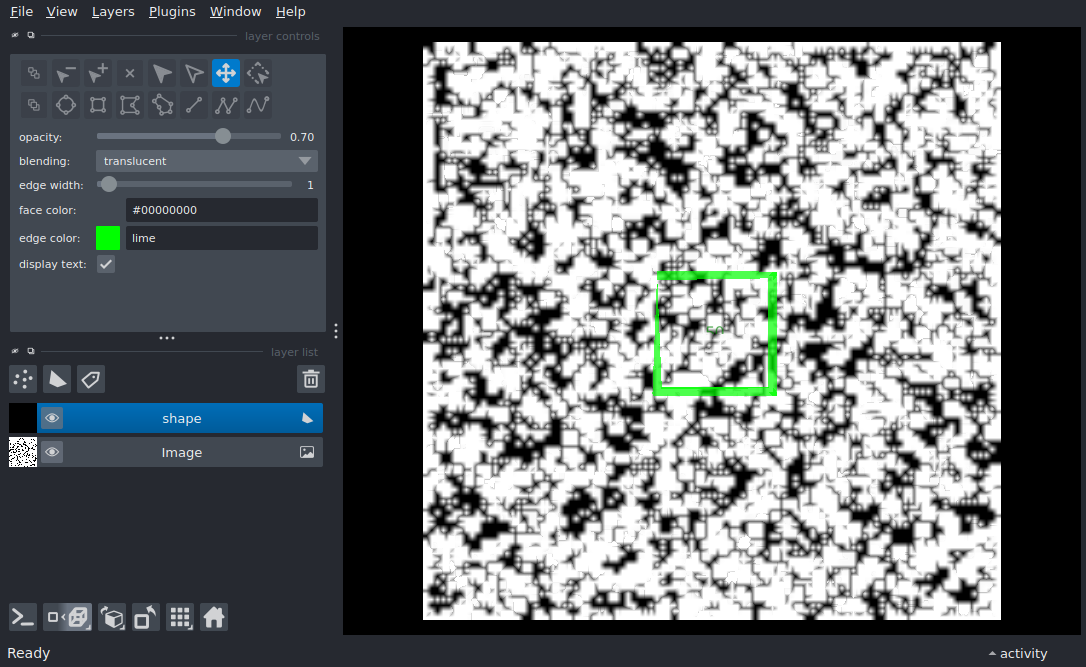 File View Layers Plugins Window Help
layer controls
opacity: 0.70
blending: translucent
edge width: 1
face color: #00000000
edge color: lime
display text:
layer list
shape
Image
Ready
activity